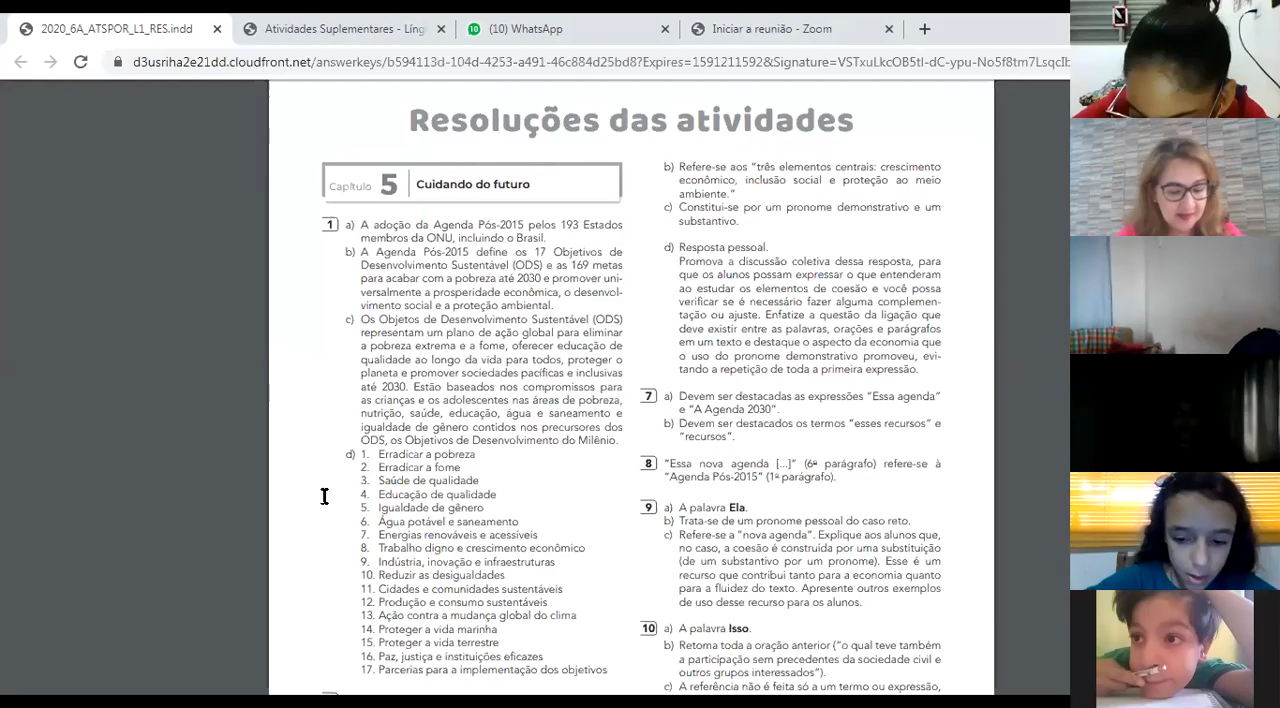 2020_6A_ATSPOR_L1_RES.indd
Atividades Suplementares - Líng
(10) WhatsApp
Iniciar a reunião - Zoom
d3usriha2e21dd.cloudfront.net/answerkeys/b594113d-104d-4253-a491-46c884d25bd8?Expires=1591211592&Signature=
Resoluções das atividades
Capítulo 5 Cuidando do futuro
1 a) A adoção da Agenda Pós-2015 pelos 193 Estados
membros da ONU, incluindo o Brasil.
b) A Agenda Pós-2015 define os 17 Objetivos de
Desenvolvimento Sustentável (ODS) e as 169 metas
para acabar com a pobreza até 2030 e promover uni-
versalmente a prosperidade econômica, o desenvol-
vimento social e a proteção ambiental.
c) Os Objetos de Desenvolvimento Sustentável (ODS)
representam um plano de ação global para eliminar
a pobreza extrema e a fome, oferecer educação de
qualidade ao longo da vida para todos, proteger o
planeta e promover sociedades pacíficas e inclusivas
até 2030. Estão baseados nos compromissos para
as crianças e os adolescentes nas áreas de pobreza,
nutrição, saúde, educação, água e saneamento e
igualdade de gênero contidos nos precursores dos
ODS, os Objetivos de Desenvolvimento do Milênio.
d) 1. Erradicar a pobreza
2. Erradicar a fome
3. Saúde de qualidade
4. Educação de qualidade
5. Igualdade de gênero
6. Água potável e saneamento
7. Energias renováveis e acessíveis
8. Trabalho digno e crescimento econômico
9. Indústria, inovação e infraestruturas
10. Reduzir as desigualdades
11. Cidades e comunidades sustentáveis
12. Produção e consumo sustentáveis
13. Ação contra a mudança global do clima
14. Proteger a vida marinha
15. Proteger a vida terrestre
16. Paz, justiça e instituições eficazes
17. Parcerias para a implementação dos objetivos
b) Refere-se aos "três elementos centrais: crescimento
econômico, inclusão social e proteção ao meio
ambiente."
c) Constitui-se por um pronome demonstrativo e um
substantivo.
d) Resposta pessoal.
Promova a discussão coletiva dessa resposta, para
que os alunos possam expressar o que entenderam
ao estudar os elementos de coesão e você possa
verificar se é necessário fazer alguma complemen-
tação ou ajuste. Enfatize a questão da ligação que
deve existir entre as palavras, orações e parágrafos
em um texto e destaque o aspecto da economia que
o uso do pronome demonstrativo promoveu, evi-
tando a repetição de toda a primeira expressão.
7 a) Devem ser destacadas as expressões "Essa agenda"
e "A Agenda 2030".
b) Devem ser destacados os termos "esses recursos" e
"recursos".
8 "Essa nova agenda [...]" (6º parágrafo) refere-se à
"Agenda Pós-2015" (1º parágrafo).
9 a) A palavra Ela.
b) Trata-se de um pronome pessoal do caso reto.
c) Refere-se a "nova agenda". Explique aos alunos que,
no caso, a coesão é construída por uma substituição
(de um substantivo por um pronome). Esse é um
recurso que contribui tanto para a economia quanto
para a fluidez do texto. Apresente outros exemplos
de uso desse recurso para os alunos.
10 a) A palavra Isso.
b) Retoma toda a oração anterior ("o qual teve também
a participação sem precedentes da sociedade civil e
outros grupos interessados").
c) A referência não é feita só a um termo ou expressão,